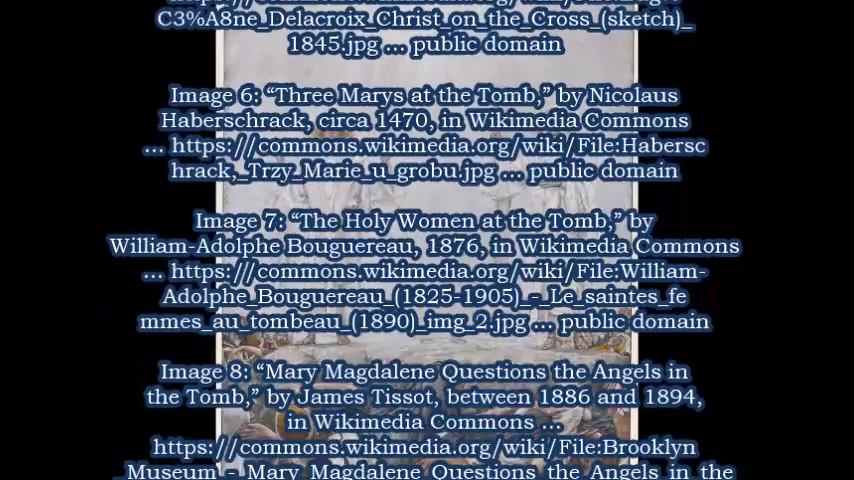 C3%A8ne_Delacroix_Christ_on_the_Cross_(sketch)_
1845.jpg ... public domain
Image 6: “Three Marys at the Tomb,” by Nicolaus
Haberschrack, circa 1470, in Wikimedia Commons
... https://commons.wikimedia.org/wiki/File:Habersc
hrack,_Trzy_Marie_u_grobu.jpg ... public domain
Image 7: “The Holy Women at the Tomb,” by
William-Adolphe Bouguereau, 1876, in Wikimedia Commons
... https://commons.wikimedia.org/wiki/File:William-
Adolphe_Bouguereau_(1825-1905)_-_Le_saintes_fe
mmes_au_tombeau_(1890)_img_2.jpg ... public domain
Image 8: “Mary Magdalene Questions the Angels in
the Tomb,” by James Tissot, between 1886 and 1894,
in Wikimedia Commons ...
https://commons.wikimedia.org/wiki/File:Brooklyn
_Museum_-_Mary_Magdalene_Questions_the_Angels_in_the